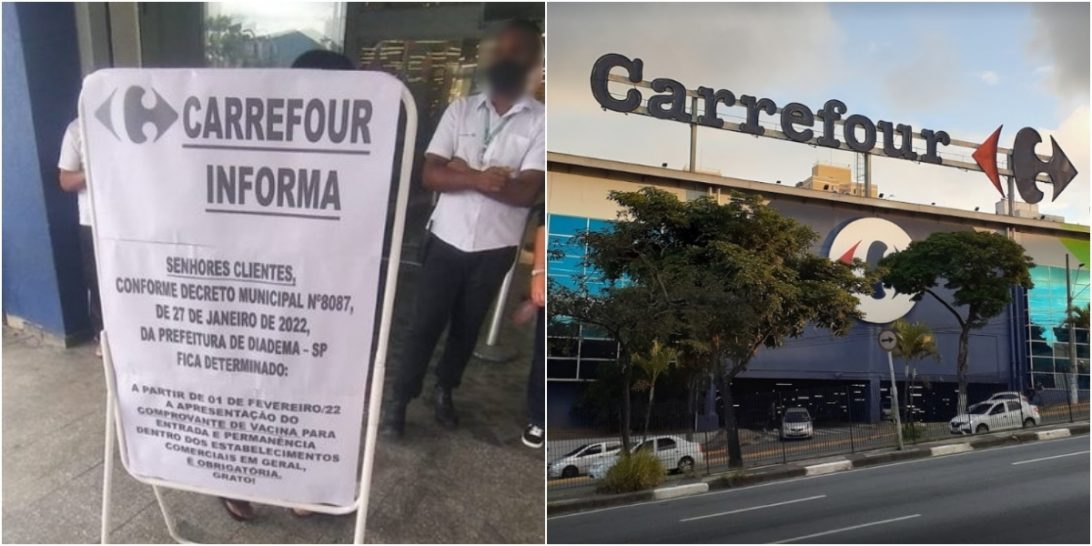 CARREFOUR
INFORMA
SENHORES CLIENTES,
CONFORME DECRETO MUNICIPAL Nº8087,
DE 27 DE JANEIRO DE 2022,
DA PREFEITURA DE DIADEMA - SP
FICA DETERMINADO:
A PARTIR DE 01 DE FEVEREIRO/22
A APRESENTAÇÃO DO
COMPROVANTE DE VACINA PARA
ENTRADA E PERMANÊNCIA
DENTRO DOS ESTABELECIMENTOS
COMERCIAIS EM GERAL,
É OBRIGATÓRIA.
GRATO!
Carrefour